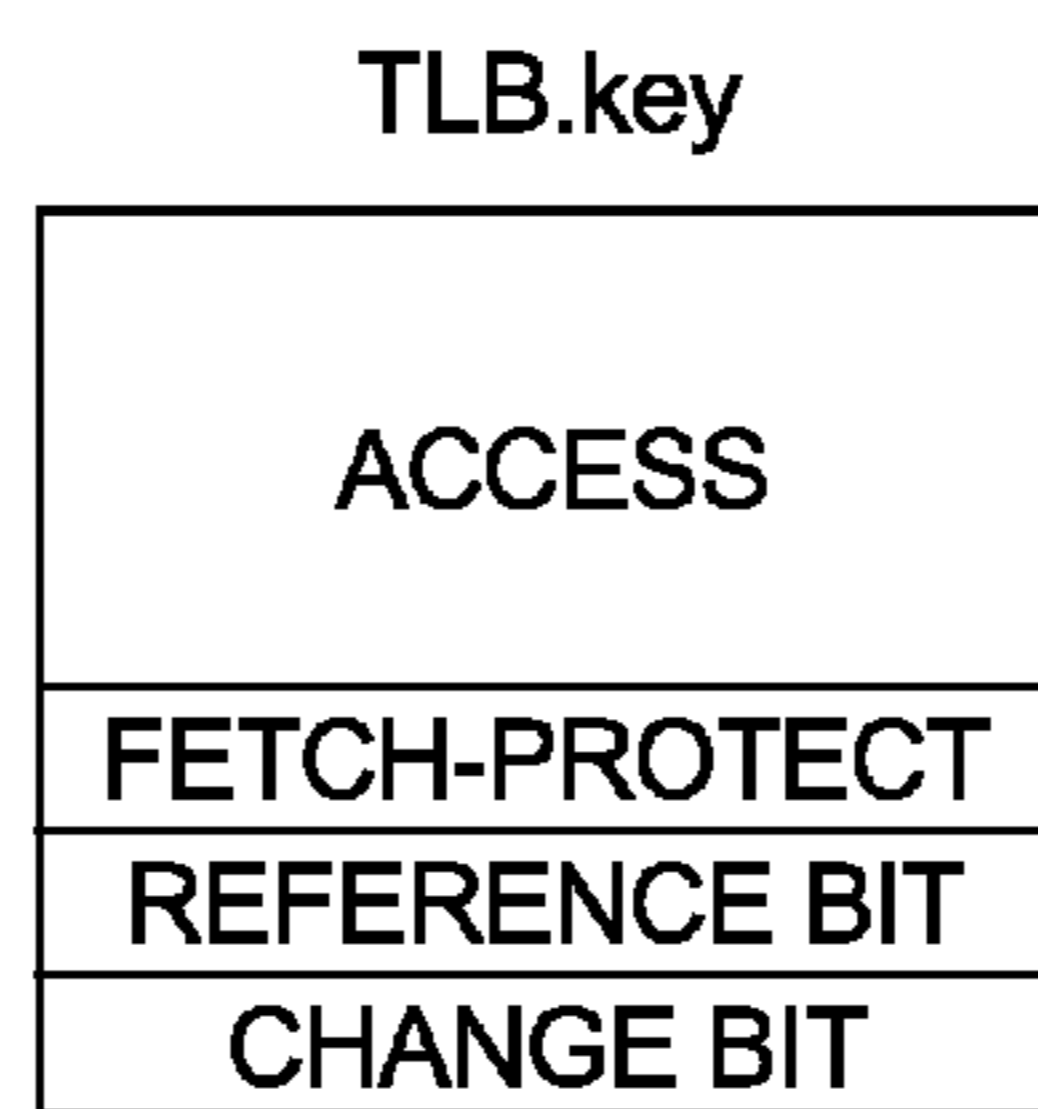 TLB.key
ACCESS
FETCH-PROTECT
REFERENCE BIT
CHANGE BIT